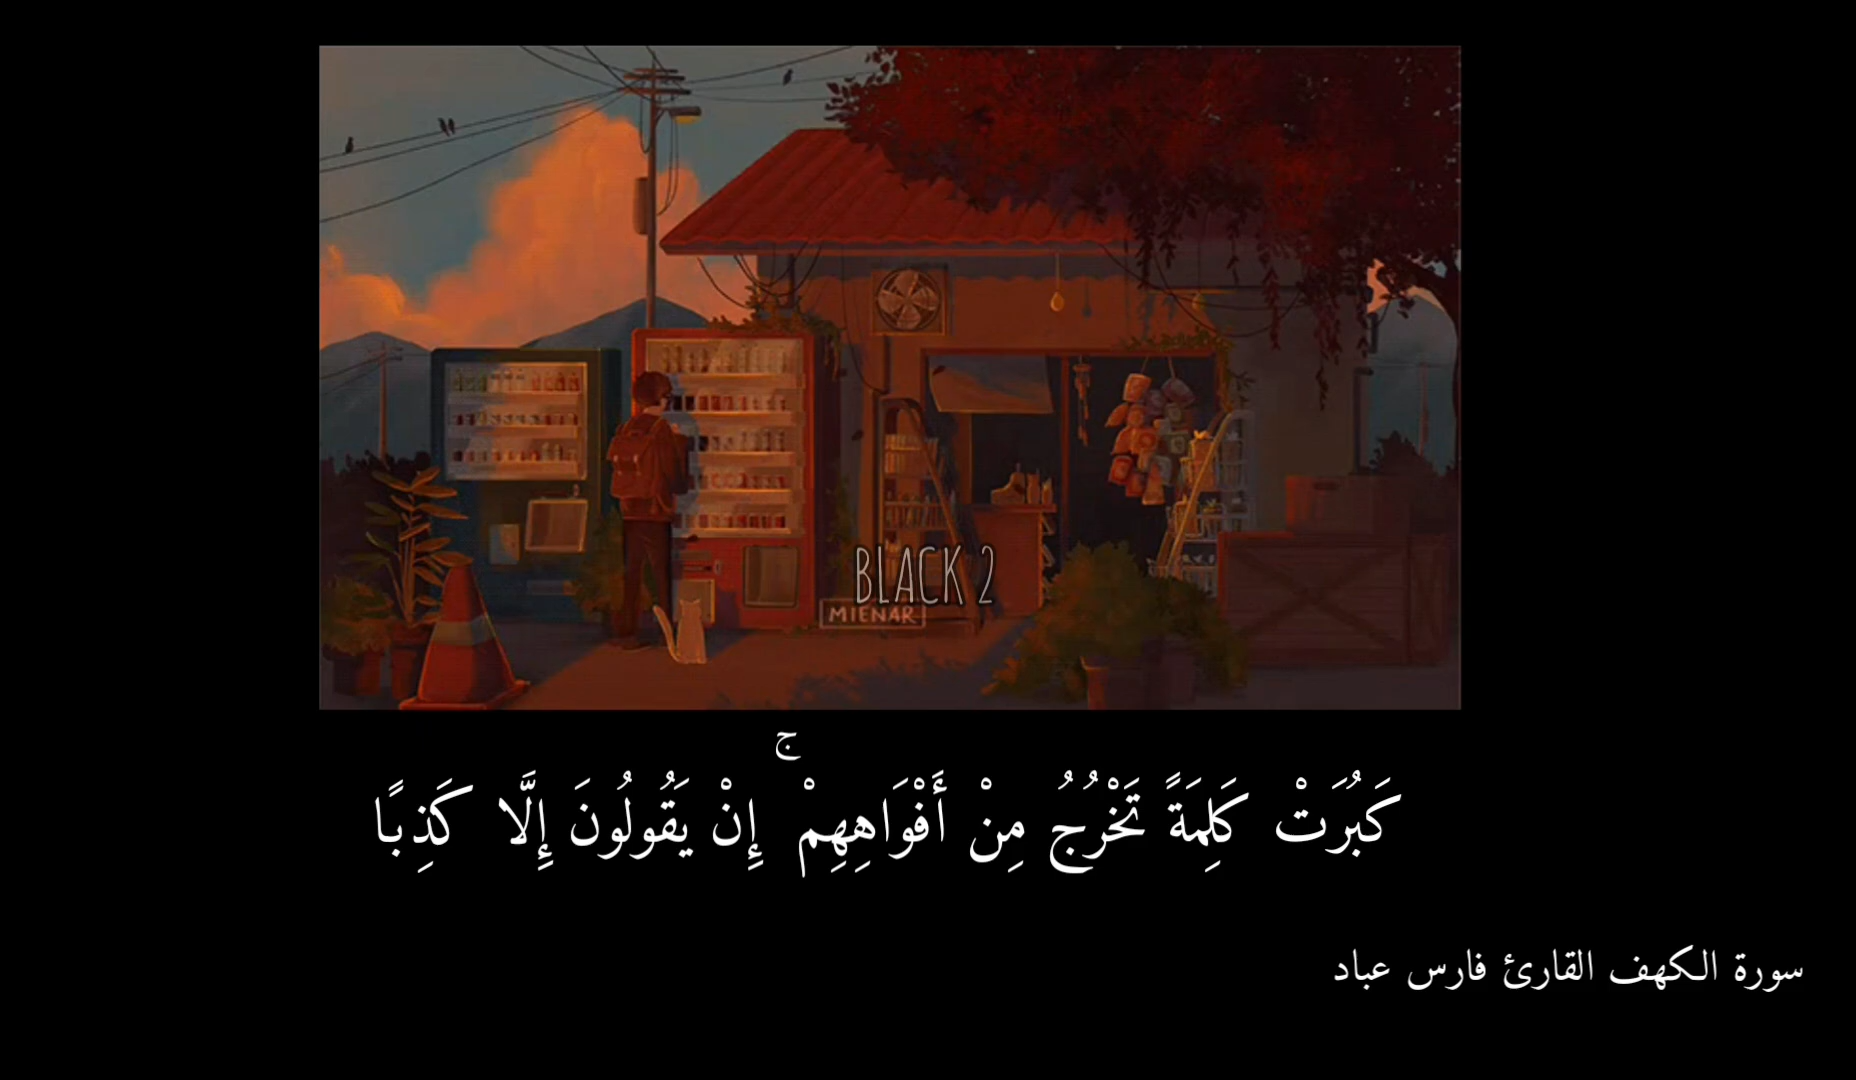 BLACK 2
MIENAR
كَبُرَتْ كَلِمَةً تَخْرُجُ مِنْ أَفْوَاهِهِمْ ۚ إِنْ يَقُولُونَ إِلَّا كَذِبًا
سورة الكهف القارئ فارس عباد